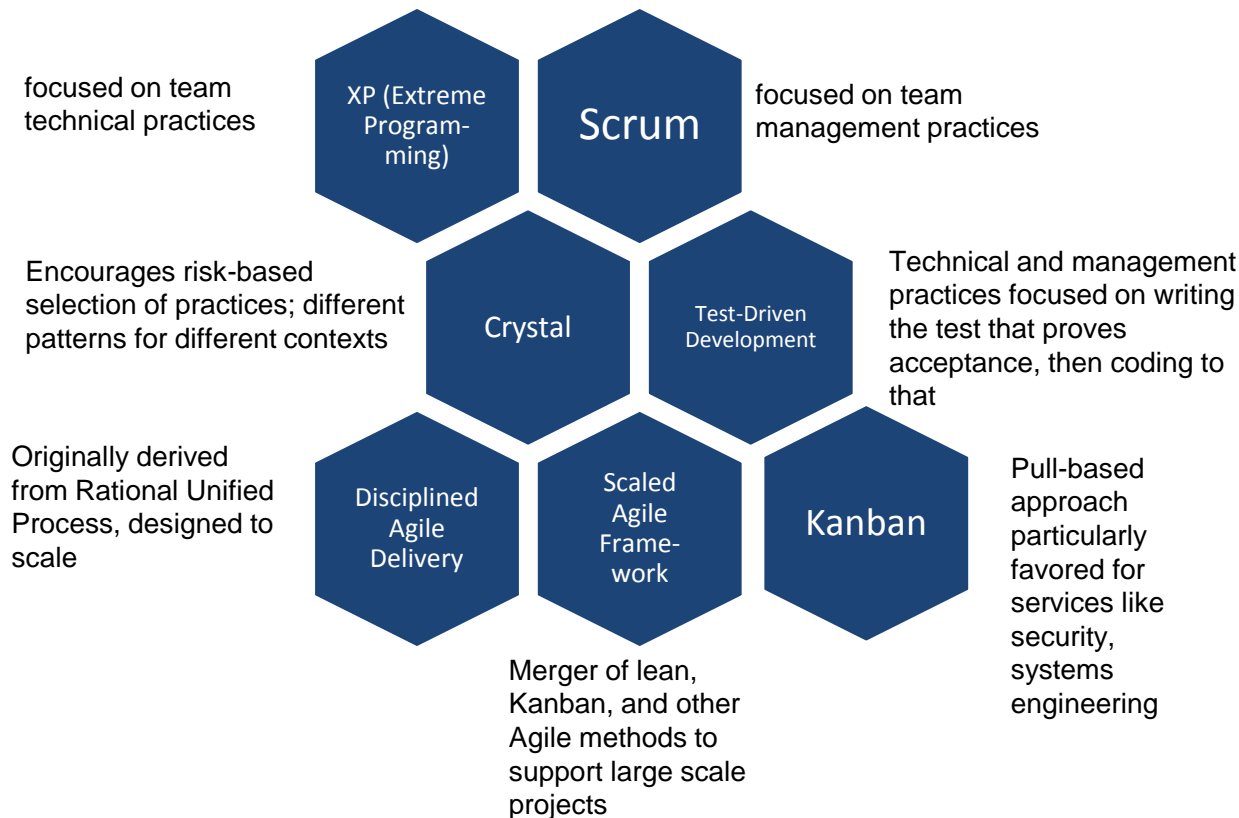 focused on team
technical practices
XP (Extreme
Program-
ming)
Scrum
focused on team
management practices
Encourages risk-based
selection of practices; different
patterns for different contexts
Crystal
Test-Driven
Development
Technical and management
practices focused on writing
the test that proves
acceptance, then coding to
that
Originally derived
from Rational Unified
Process, designed to
scale
Disciplined
Agile
Delivery
Scaled
Agile
Frame-
work
Kanban
Pull-based
approach
particularly
favored for
services like
security,
systems
engineering
Merger of lean,
Kanban, and other
Agile methods to
support large scale
projects